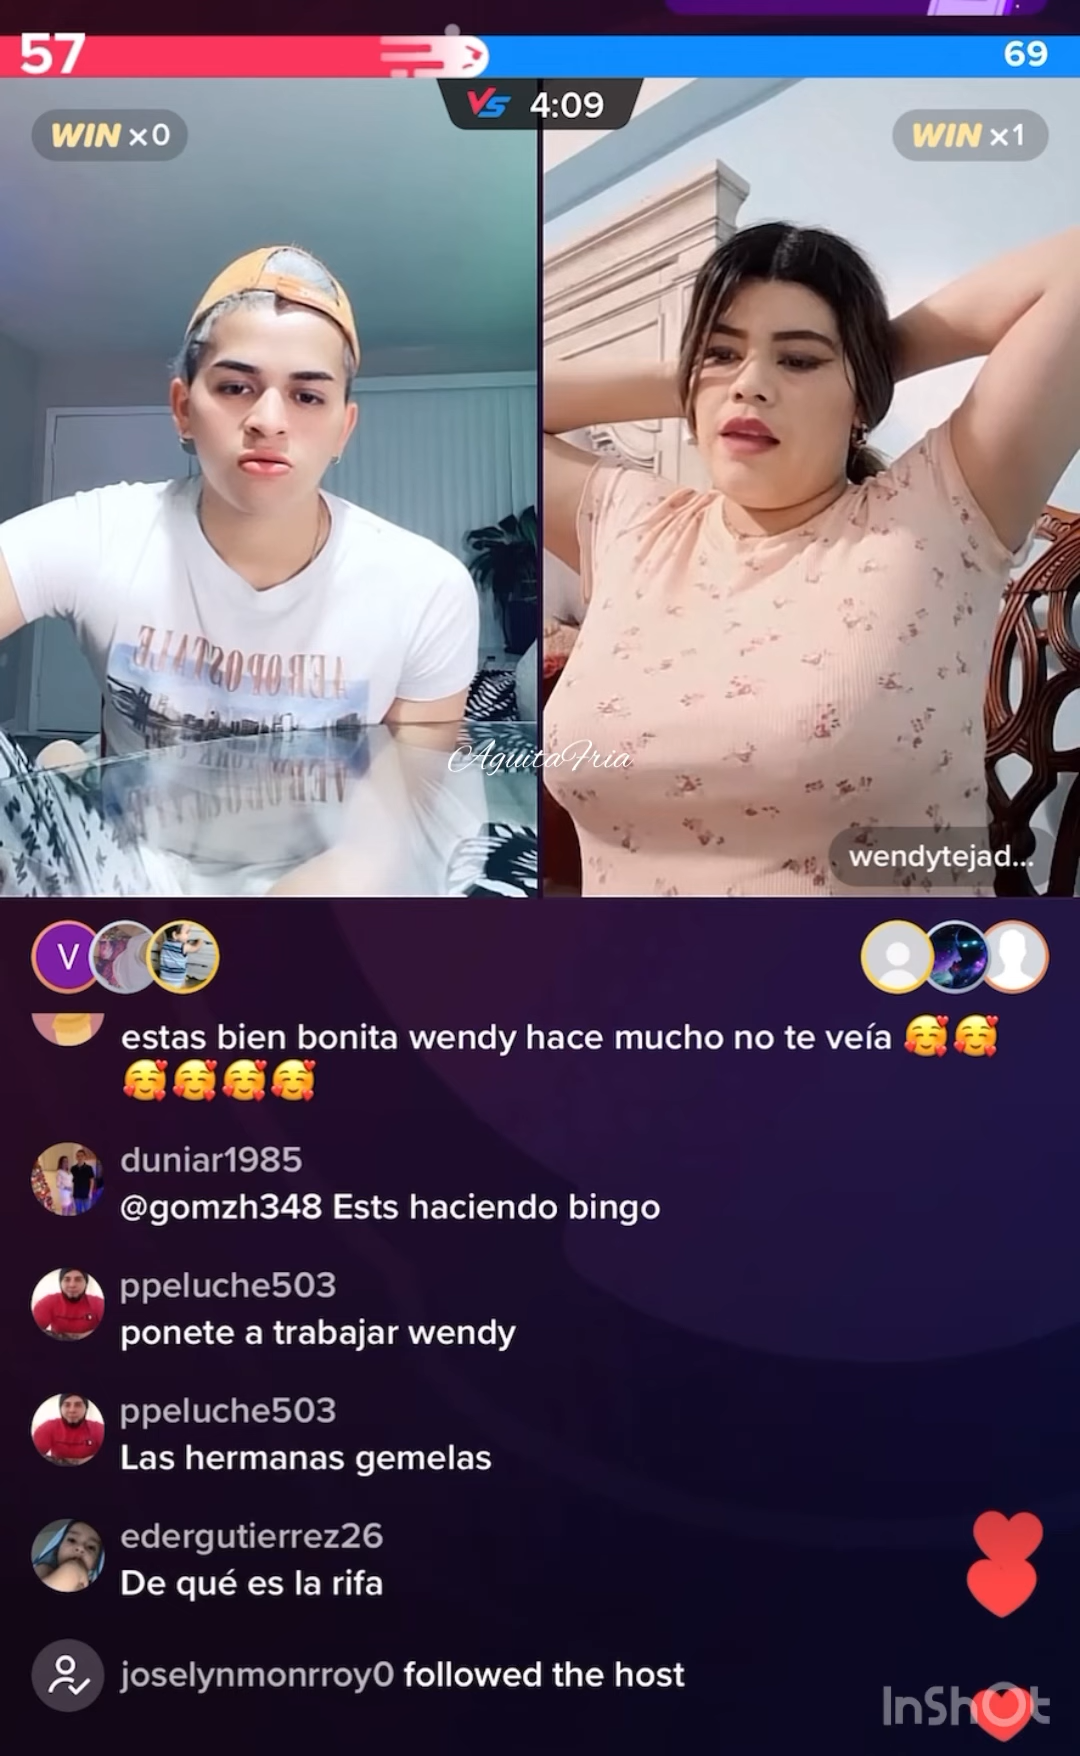 57
69
VS 4:09
WIN x0
WIN x1
AEROPOSTALE
AguitaFria
wendytejad...
V
estas bien bonita wendy hace mucho no te veía 🥰🥰
🥰🥰🥰🥰
duniar1985
@gomzh348 Ests haciendo bingo
ppeluche503
ponete a trabajar wendy
ppeluche503
Las hermanas gemelas
edergutierrez26
De qué es la rifa
joselynmonrroy0 followed the host
InShOt